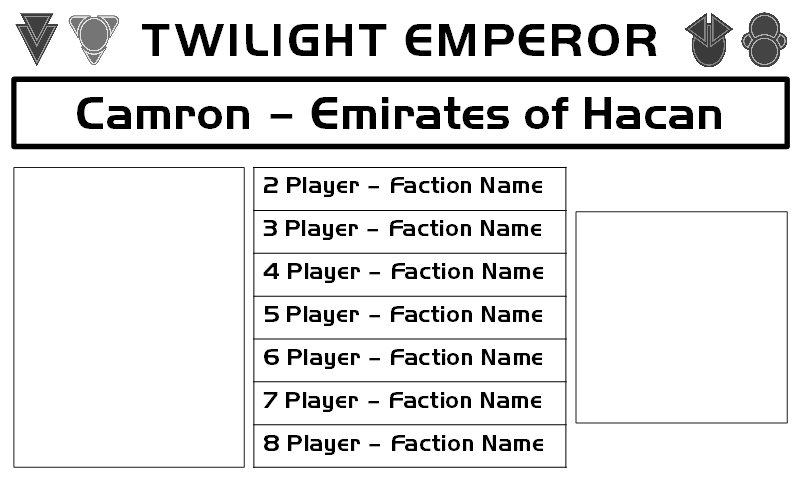 TWILIGHT EMPEROR
Camron - Emirates of Hacan
2 Player - Faction Name
3 Player - Faction Name
4 Player - Faction Name
5 Player - Faction Name
6 Player - Faction Name
7 Player - Faction Name
8 Player - Faction Name